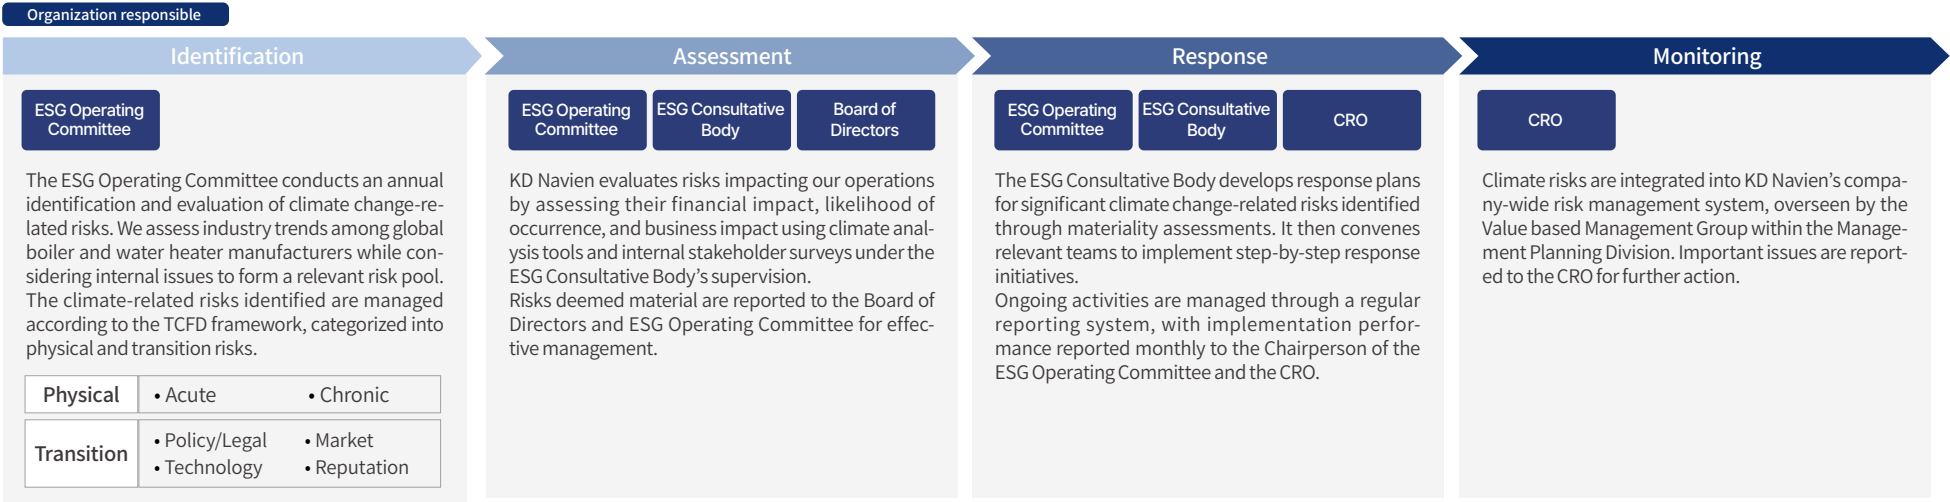 Organization responsible
Identification
ESG Operating
Committee
The ESG Operating Committee conducts an annual
identification and evaluation of climate change-re-
lated risks. We assess industry trends among global
boiler and water heater manufacturers while con-
sidering internal issues to form a relevant risk pool.
The climate-related risks identified are managed
according to the TCFD framework, categorized into
physical and transition risks.
Physical
• Acute
• Chronic
Transition
• Policy/Legal
• Market
• Technology
• Reputation
Assessment
ESG Operating
Committee
ESG Consultative
Body
Board of
Directors
KD Navien evaluates risks impacting our operations
by assessing their financial impact, likelihood of
occurrence, and business impact using climate anal-
ysis tools and internal stakeholder surveys under the
ESG Consultative Body's supervision.
Risks deemed material are reported to the Board of
Directors and ESG Operating Committee for effec-
tive management.
Response
ESG Operating
Committee
ESG Consultative
Body
CRO
The ESG Consultative Body develops response plans
for significant climate change-related risks identified
through materiality assessments. It then convenes
relevant teams to implement step-by-step response
initiatives.
Ongoing activities are managed through a regular
reporting system, with implementation perfor-
mance reported monthly to the Chairperson of the
ESG Operating Committee and the CRO.
Monitoring
CRO
Climate risks are integrated into KD Navien's compa-
ny-wide risk management system, overseen by the
Value based Management Group within the Manage-
ment Planning Division. Important issues are report-
ed to the CRO for further action.